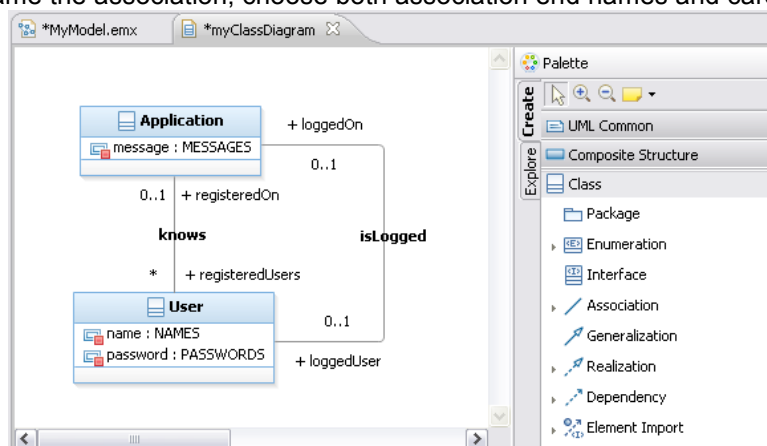 ame the association, choose both association end names and car
*MyModel.emx
*myClassDiagram
Palette
Create
Explore
UML Common
Composite Structure
Class
Package
Enumeration
Interface
Association
Generalization
Realization
Dependency
Element Import
Application
message : MESSAGES
+ loggedOn
0..1
0..1
+ registeredOn
knows
isLogged
*
+ registeredUsers
User
name : NAMES
password : PASSWORDS
0..1
+ loggedUser